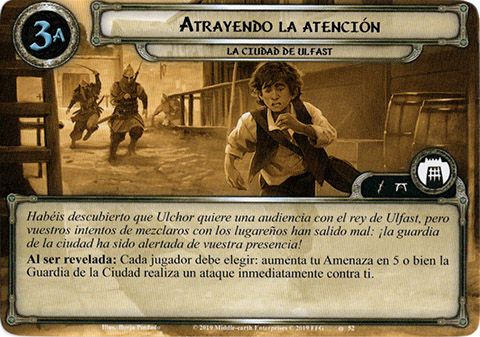 3A
ATRAYENDO LA ATENCIÓN
LA CIUDAD DE ULFAST
Habéis descubierto que Ulchor quiere una audiencia con el rey de Ulfast, pero
vuestros intentos de mezclaros con los lugareños han salido mal: ¡la guardia
de la ciudad ha sido alertada de vuestra presencia!
Al ser revelada: Cada jugador debe elegir: aumenta tu Amenaza en 5 o bien la
Guardia de la Ciudad realiza un ataque inmediatamente contra ti.
Ilus. Borja Pindado
© 2019 Middle-earth Enterprises © 2019 FFG
52